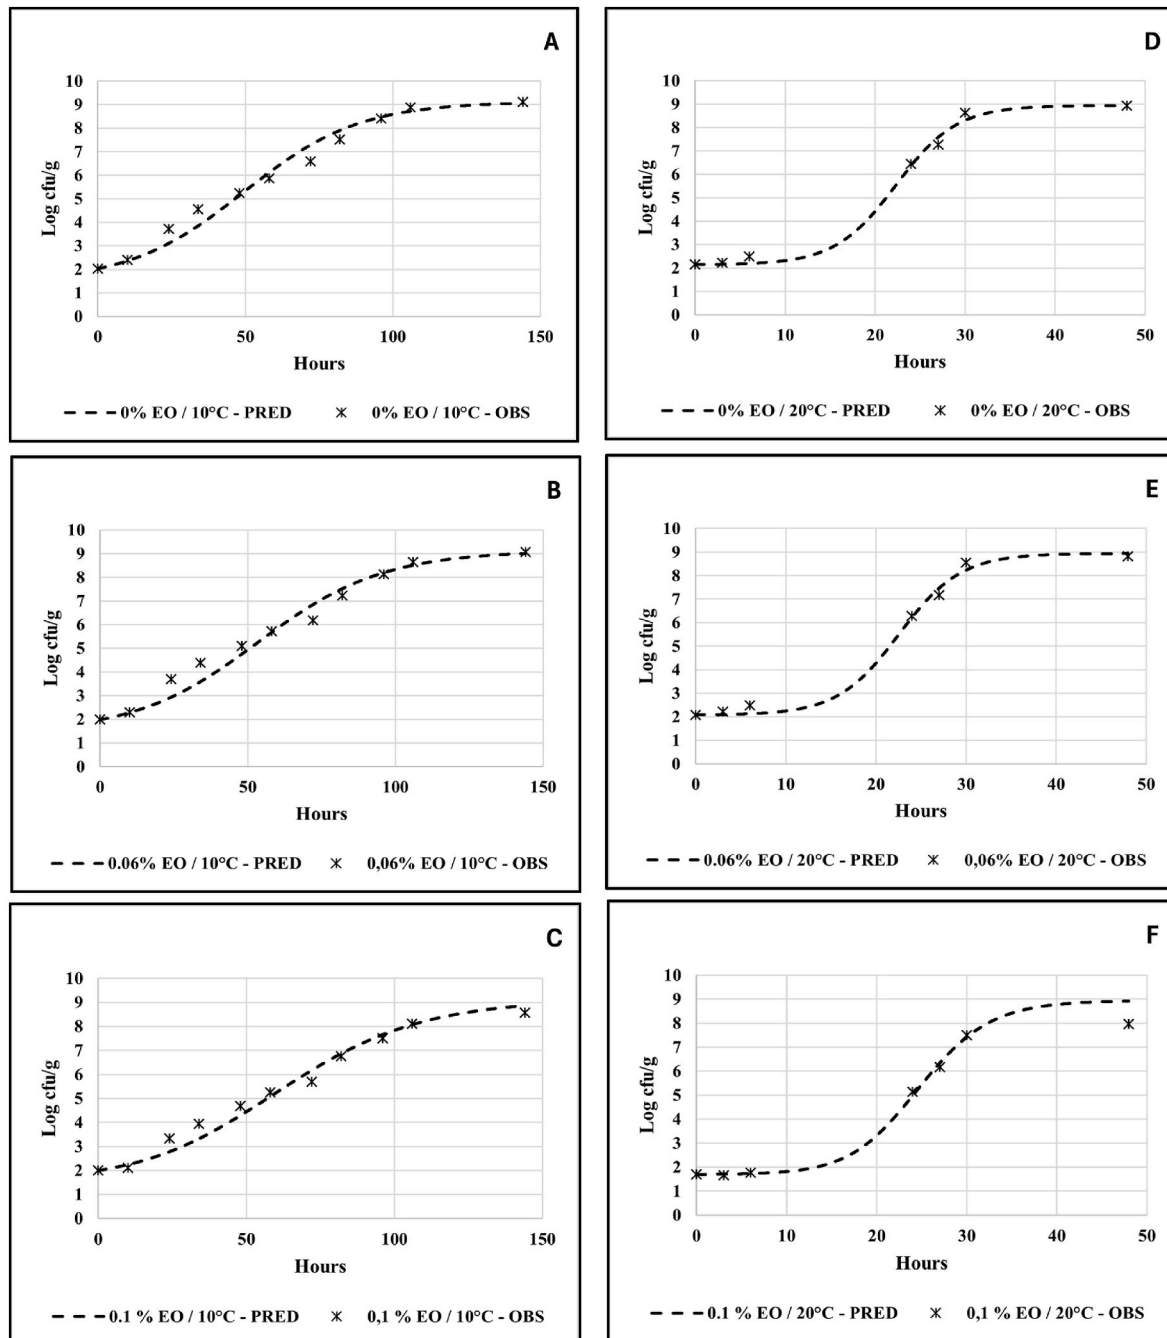 A
10
9
8
7
6
5
4
3
2
1
0
Log cfu/g
0 50 100 150
Hours
0% EO / 10°C - PRED 0% EO / 10°C - OBS
D
10
9
8
7
6
5
4
3
2
1
0
Log cfu/g
0 10 20 30 40 50
Hours
0% EO / 20°C - PRED 0% EO / 20°C - OBS
B
10
9
8
7
6
5
4
3
2
1
0
Log cfu/g
0 50 100 150
Hours
0.06% EO / 10°C - PRED 0,06% EO / 10°C - OBS
E
10
9
8
7
6
5
4
3
2
1
0
Log cfu/g
0 10 20 30 40 50
Hours
0.06% EO / 20°C - PRED 0,06% EO / 20°C - OBS
C
10
9
8
7
6
5
4
3
2
1
0
Log cfu/g
0 50 100 150
Hours
0.1 % EO / 10°C - PRED 0,1 % EO / 10°C - OBS
F
10
9
8
7
6
5
4
3
2
1
0
Log cfu/g
0 10 20 30 40 50
Hours
0.1 % EO / 20°C - PRED 0,1 % EO / 20°C - OBS